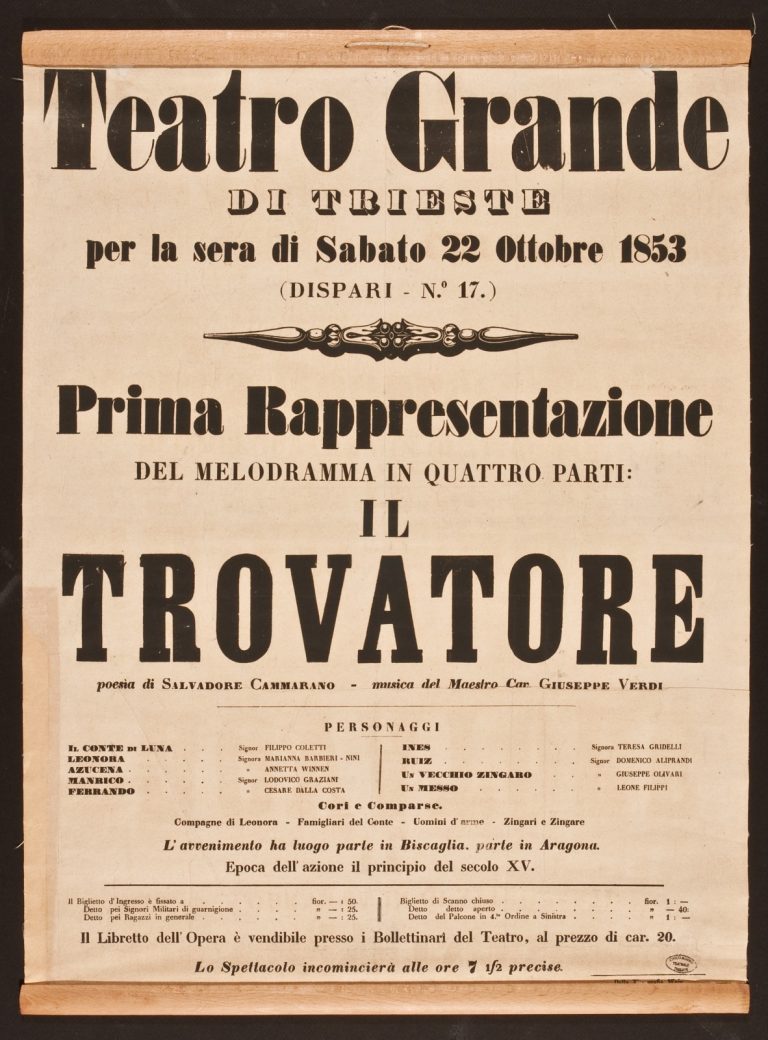 Teatro Grande
DI TRIESTE
per la sera di Sabato 22 Ottobre 1853
(DISPARI - N.º 17.)
Prima Rappresentazione
DEL MELODRAMMA IN QUATTRO PARTI:
IL
TROVATORE
poesia di SALVADORE CAMMARANO - musica del Maestro Cav. GIUSEPPE VERDI
PERSONAGGI
IL CONTE DI LUNA . . . . Signor FILIPPO COLETTI
LEONORA . . . . . . Signora MARIANNA BARBIERI - NINI
AZUCENA . . . . . . " ANNETTA WINNEN
MANRICO . . . . . . Signor LODOVICO GRAZIANI
FERRANDO . . . . . " CESARE DALLA COSTA
INES . . . . . . . . Signora TERESA GRIDELLI
RUIZ . . . . . . . . Signor DOMENICO ALIPRANDI
UN VECCHIO ZINGARO . . . . " GIUSEPPE OLIVARI
UN MESSO . . . . . . . " LEONE FILIPPI
Cori e Comparse.
Compagne di Leonora - Famigliari del Conte - Uomini d'arme - Zingari e Zingare
L'avvenimento ha luogo parte in Biscaglia. parte in Aragona.
Epoca dell'azione il principio del secolo XV.
Il Biglietto d'Ingresso è fissato a . . . . . . fior. — : 50.
Detto pei Signori Militari di guarnigione . . . . " — : 25.
Detto pei Ragazzi in generale . . . . . . " — : 25.
Biglietto di Scanno chiuso . . . . . . . fior. 1 : —
Detto detto aperto . . . . . . . " — 40:
Detto del Palcone in 4.to Ordine a Sinistra . . . . " 1 : —
Il Libretto dell'Opera è vendibile presso i Bollettinari del Teatro, al prezzo di car. 20.
Lo Spettacolo incomincierà alle ore 7 1/2 precise.